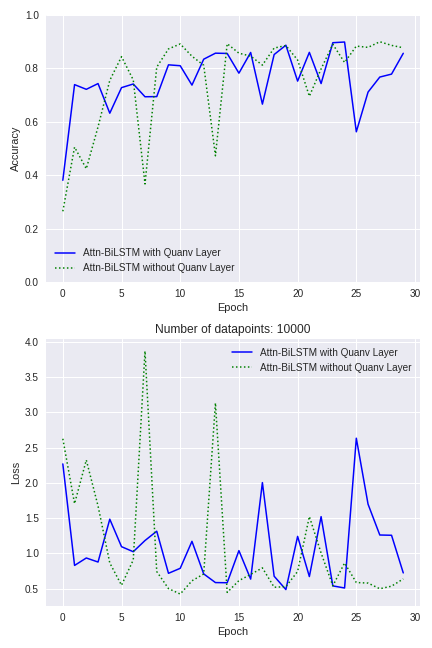 1.0
0.8
0.6
0.4
0.2
0.0
Accuracy
Attn-BiLSTM with Quanv Layer
Attn-BiLSTM without Quanv Layer
0 5 10 15 20 25 30
Epoch
Number of datapoints: 10000
4.0
3.5
3.0
2.5
2.0
1.5
1.0
0.5
Loss
Attn-BiLSTM with Quanv Layer
Attn-BiLSTM without Quanv Layer
0 5 10 15 20 25 30
Epoch